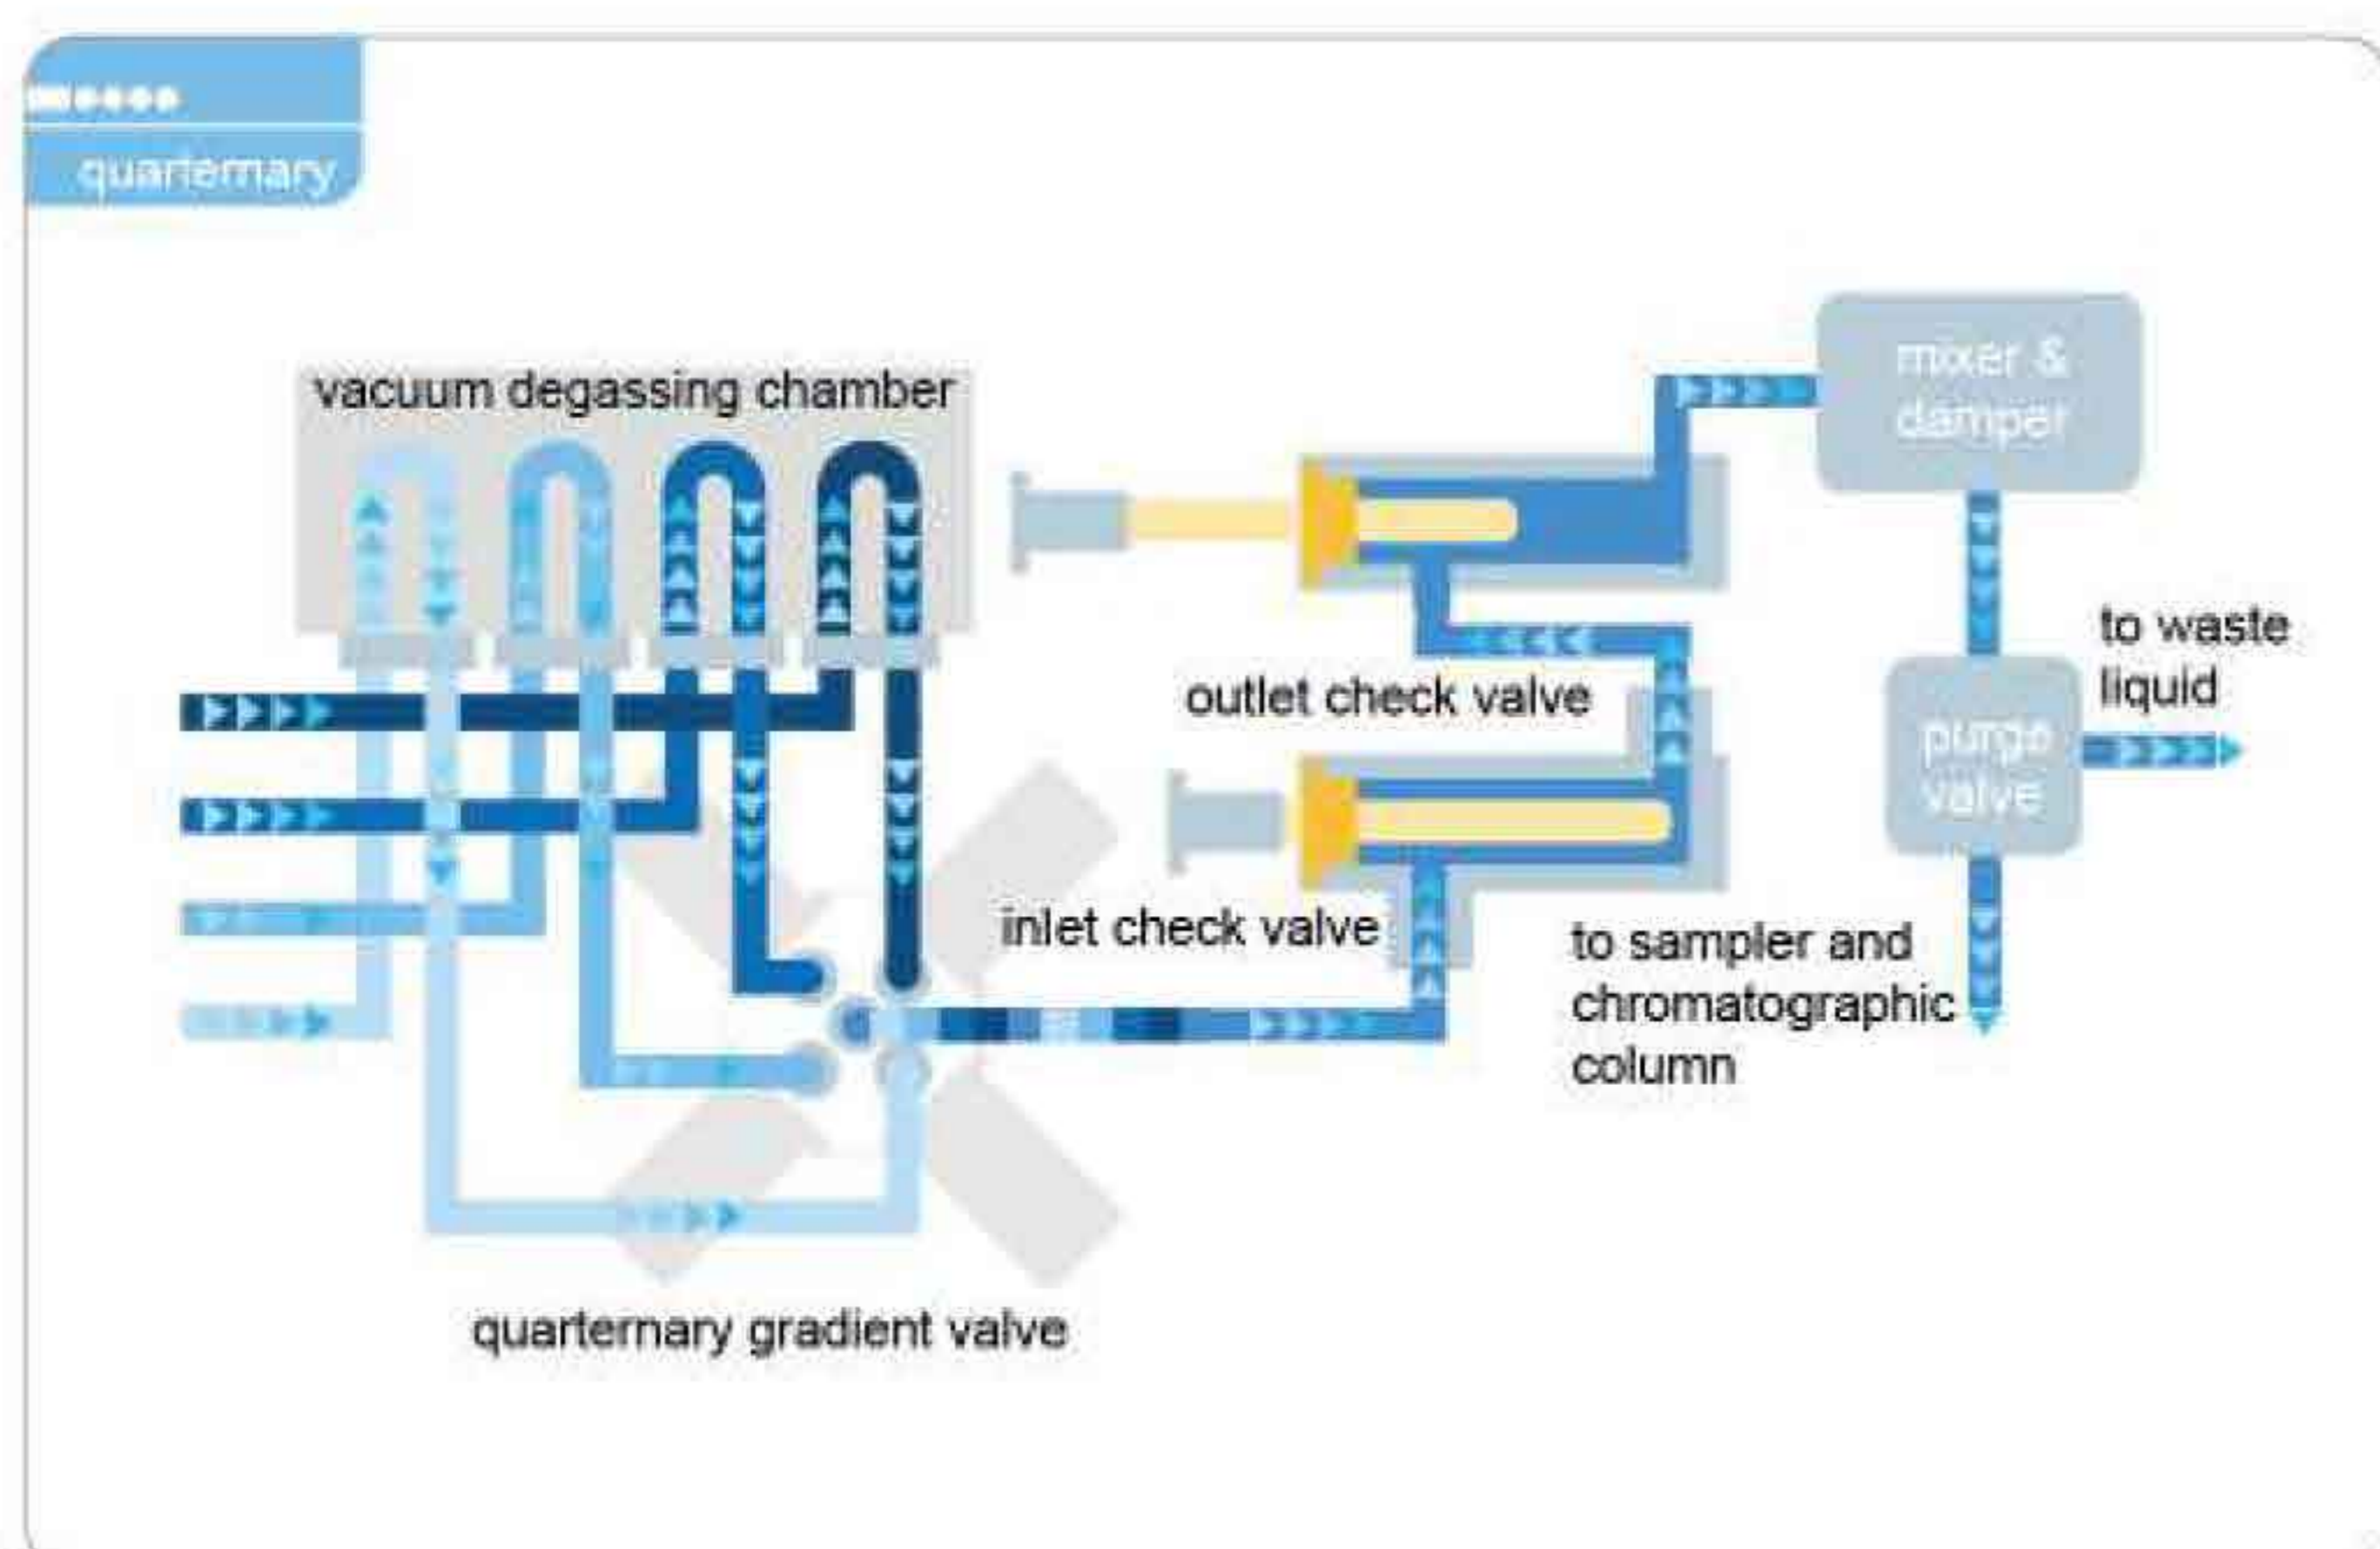 quarternary
vacuum degassing chamber
mixer &
damper
to waste
liquid
outlet check valve
purge
valve
inlet check valve
to sampler and
chromatographic
column
quarternary gradient valve